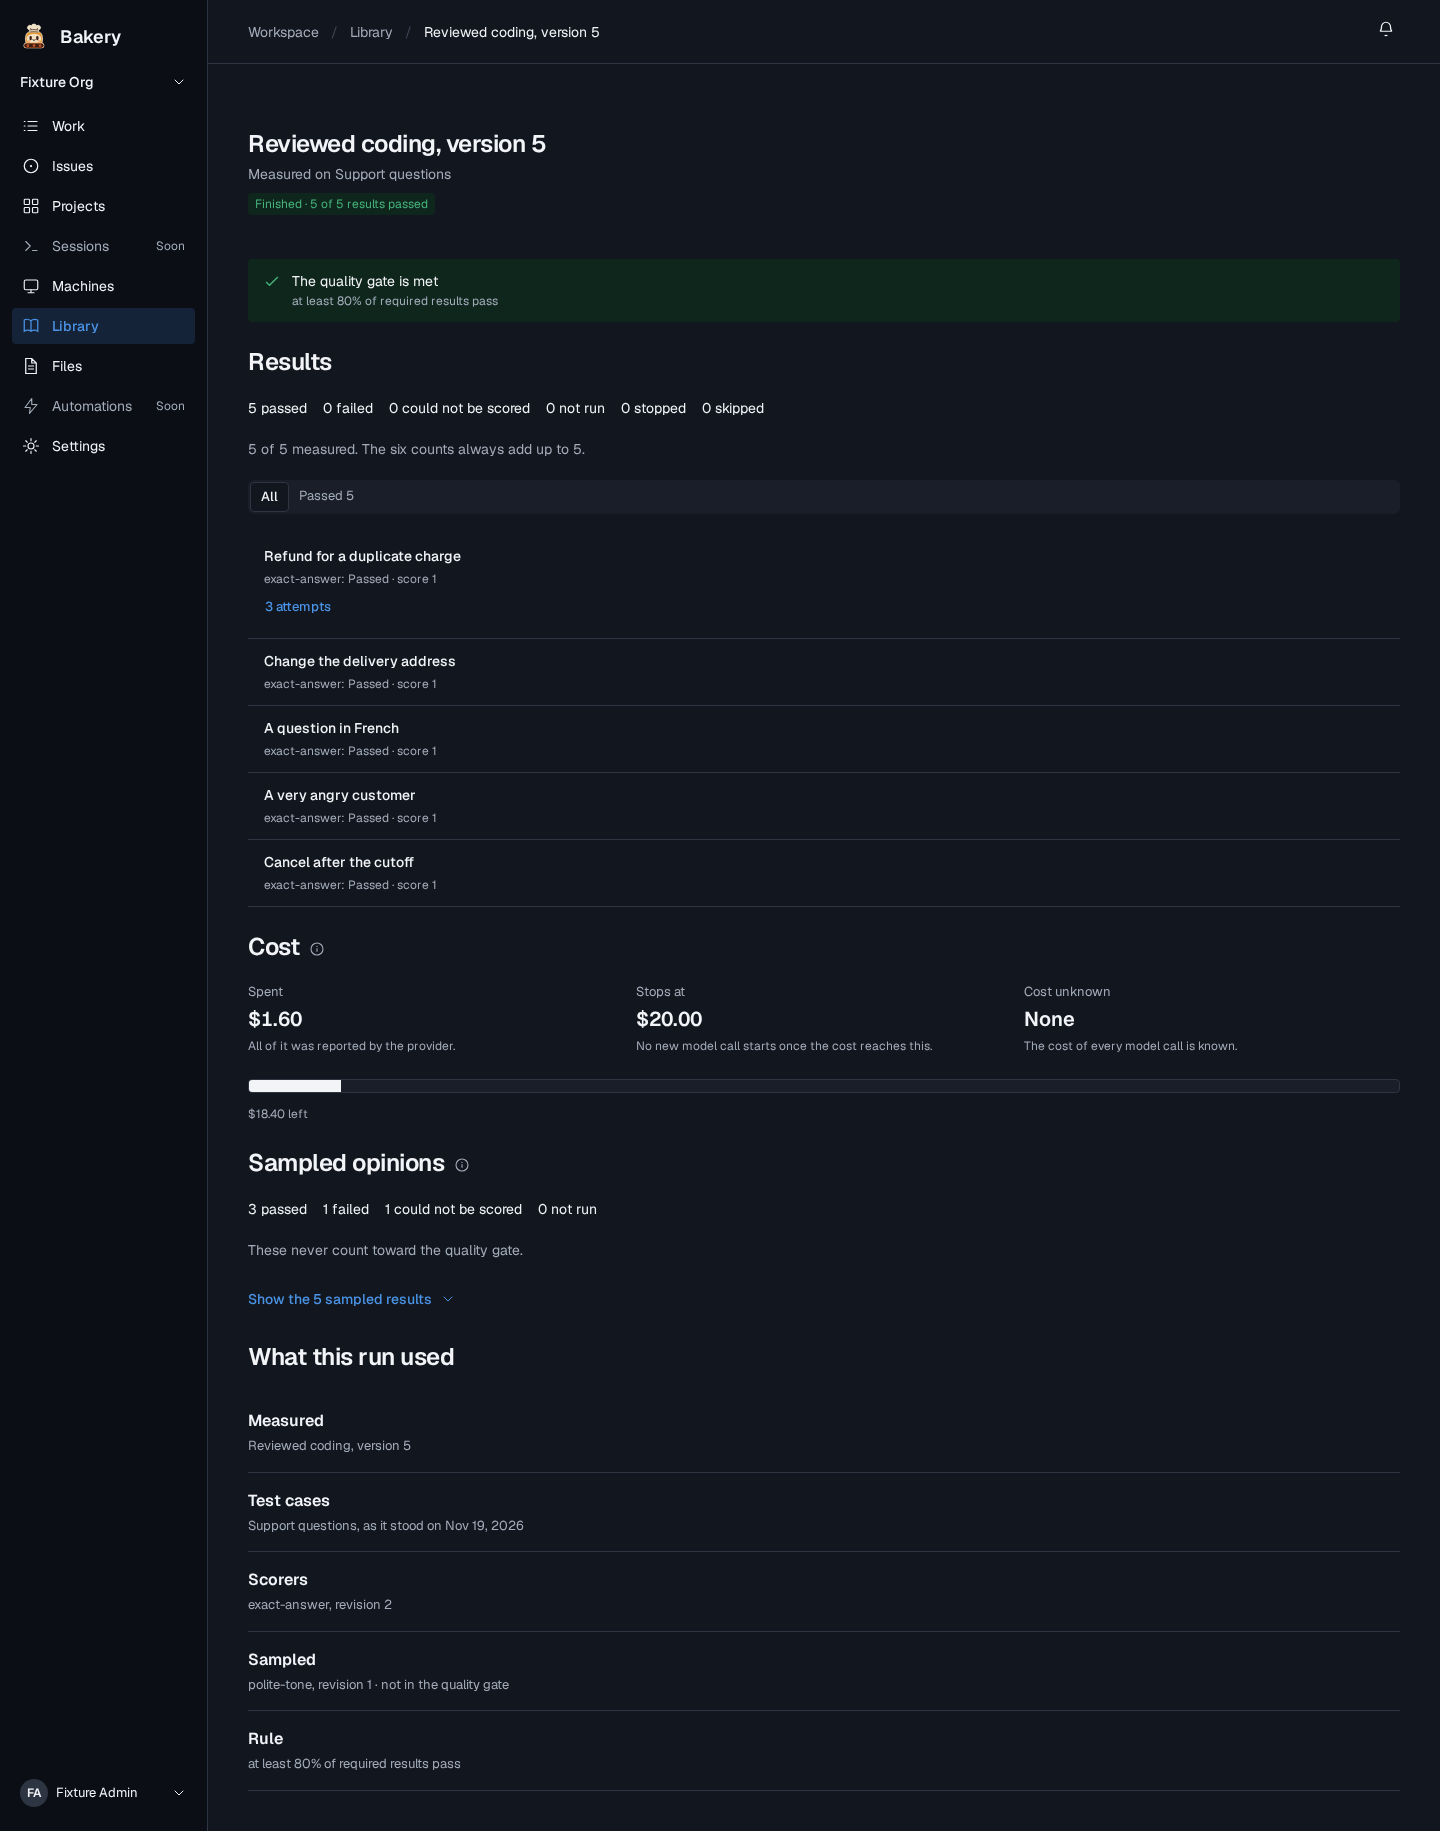 Bakery
Fixture Org
Work
Issues
Projects
Sessions Soon
Machines
Library
Files
Automations Soon
Settings
FA Fixture Admin
Workspace / Library / Reviewed coding, version 5
Reviewed coding, version 5
Measured on Support questions
Finished · 5 of 5 results passed
The quality gate is met
at least 80% of required results pass
Results
5 passed 0 failed 0 could not be scored 0 not run 0 stopped 0 skipped
5 of 5 measured. The six counts always add up to 5.
All Passed 5
Refund for a duplicate charge
exact-answer: Passed · score 1
3 attempts
Change the delivery address
exact-answer: Passed · score 1
A question in French
exact-answer: Passed · score 1
A very angry customer
exact-answer: Passed · score 1
Cancel after the cutoff
exact-answer: Passed · score 1
Cost
Spent
$1.60
All of it was reported by the provider.
Stops at
$20.00
No new model call starts once the cost reaches this.
Cost unknown
None
The cost of every model call is known.
$18.40 left
Sampled opinions
3 passed 1 failed 1 could not be scored 0 not run
These never count toward the quality gate.
Show the 5 sampled results
What this run used
Measured
Reviewed coding, version 5
Test cases
Support questions, as it stood on Nov 19, 2026
Scorers
exact-answer, revision 2
Sampled
polite-tone, revision 1 · not in the quality gate
Rule
at least 80% of required results pass